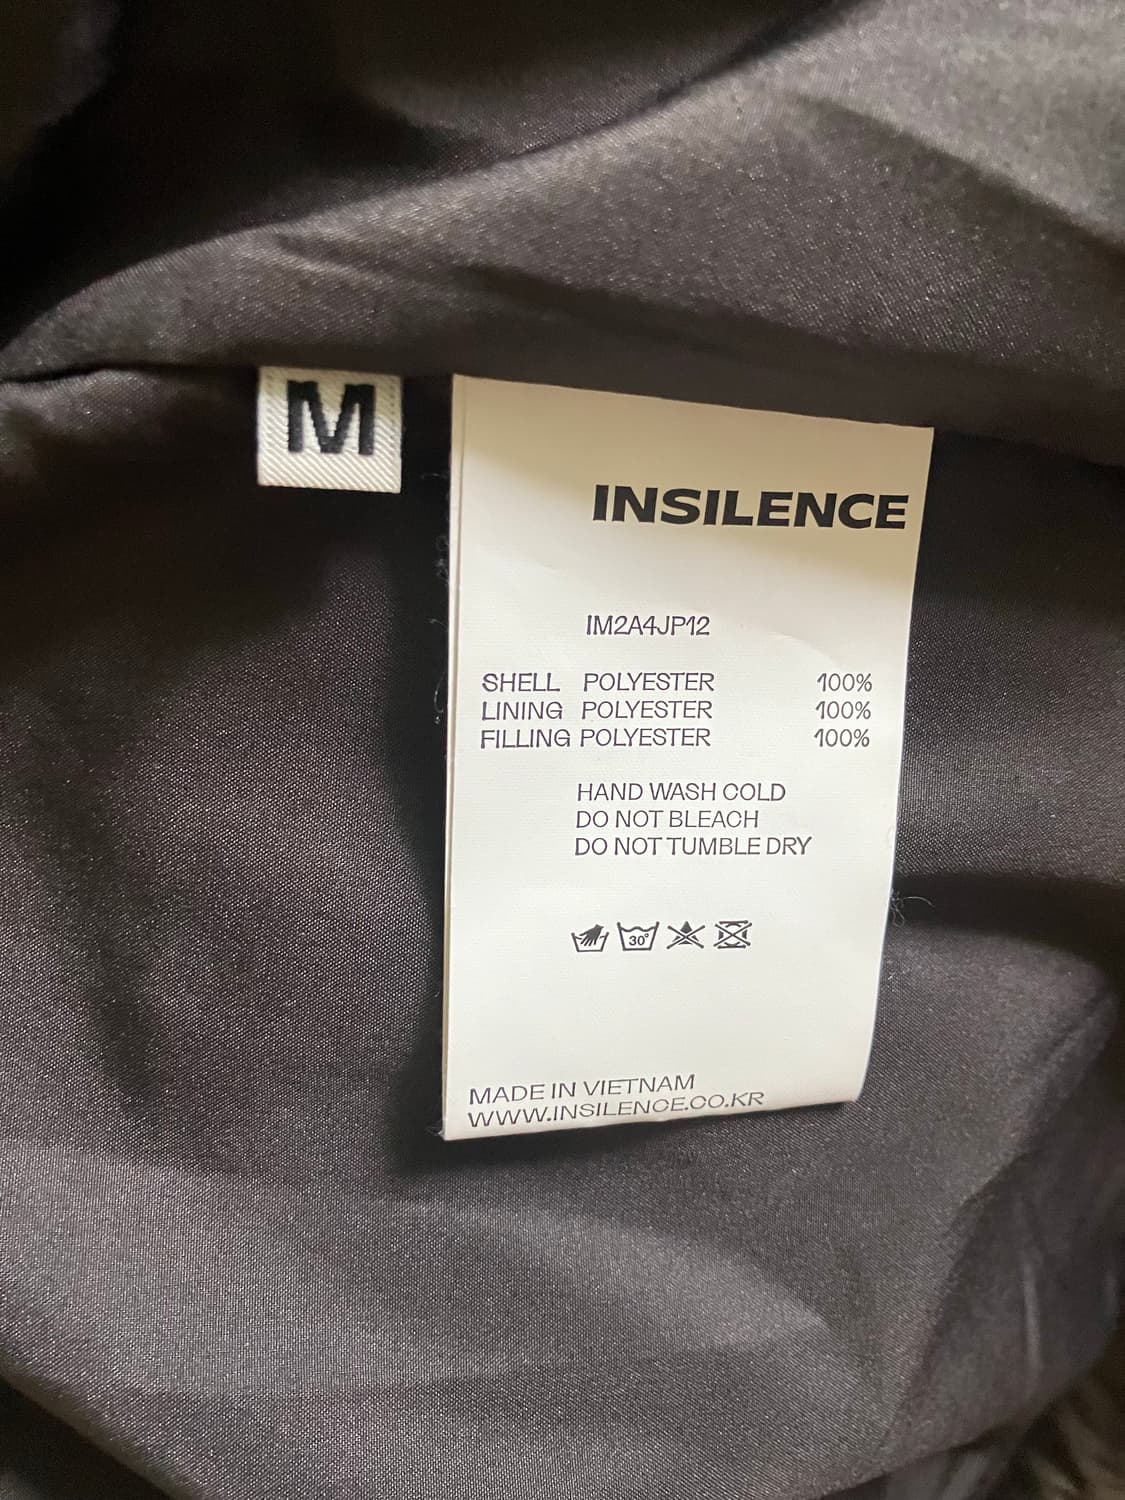 M
INSILENCE
IM2A4JP12
SHELL POLYESTER 100%
LINING POLYESTER 100%
FILLING POLYESTER 100%
HAND WASH COLD
DO NOT BLEACH
DO NOT TUMBLE DRY
30°
MADE IN VIETNAM
WWW.INSILENCE.CO.KR